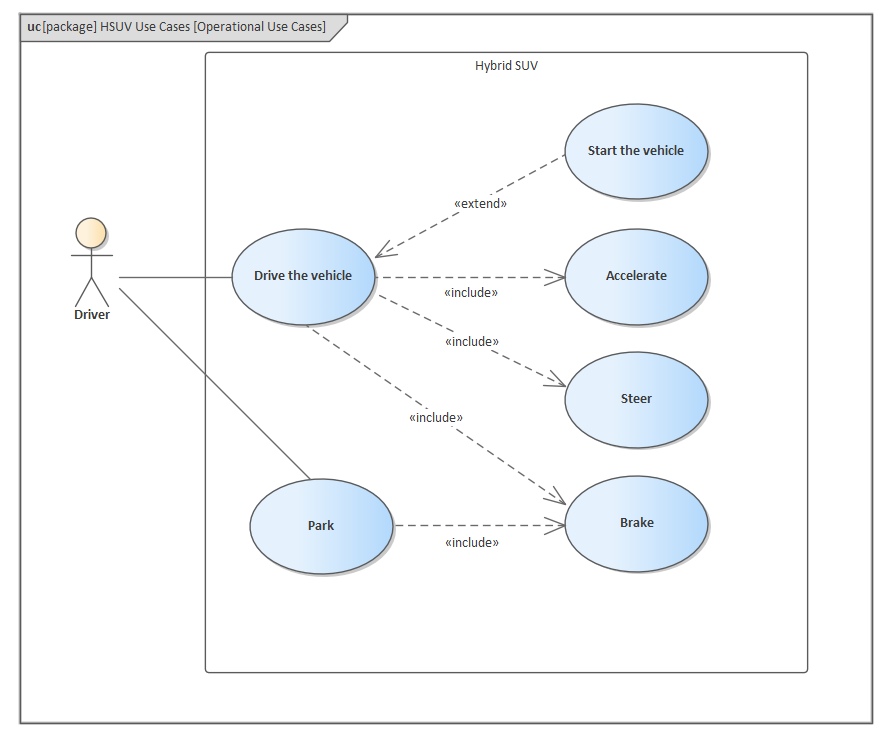 uc [package] HSUV Use Cases [Operational Use Cases]
Hybrid SUV
Start the vehicle
«extend»
Driver
Drive the vehicle
Accelerate
«include»
«include»
Steer
«include»
Park
Brake
«include»